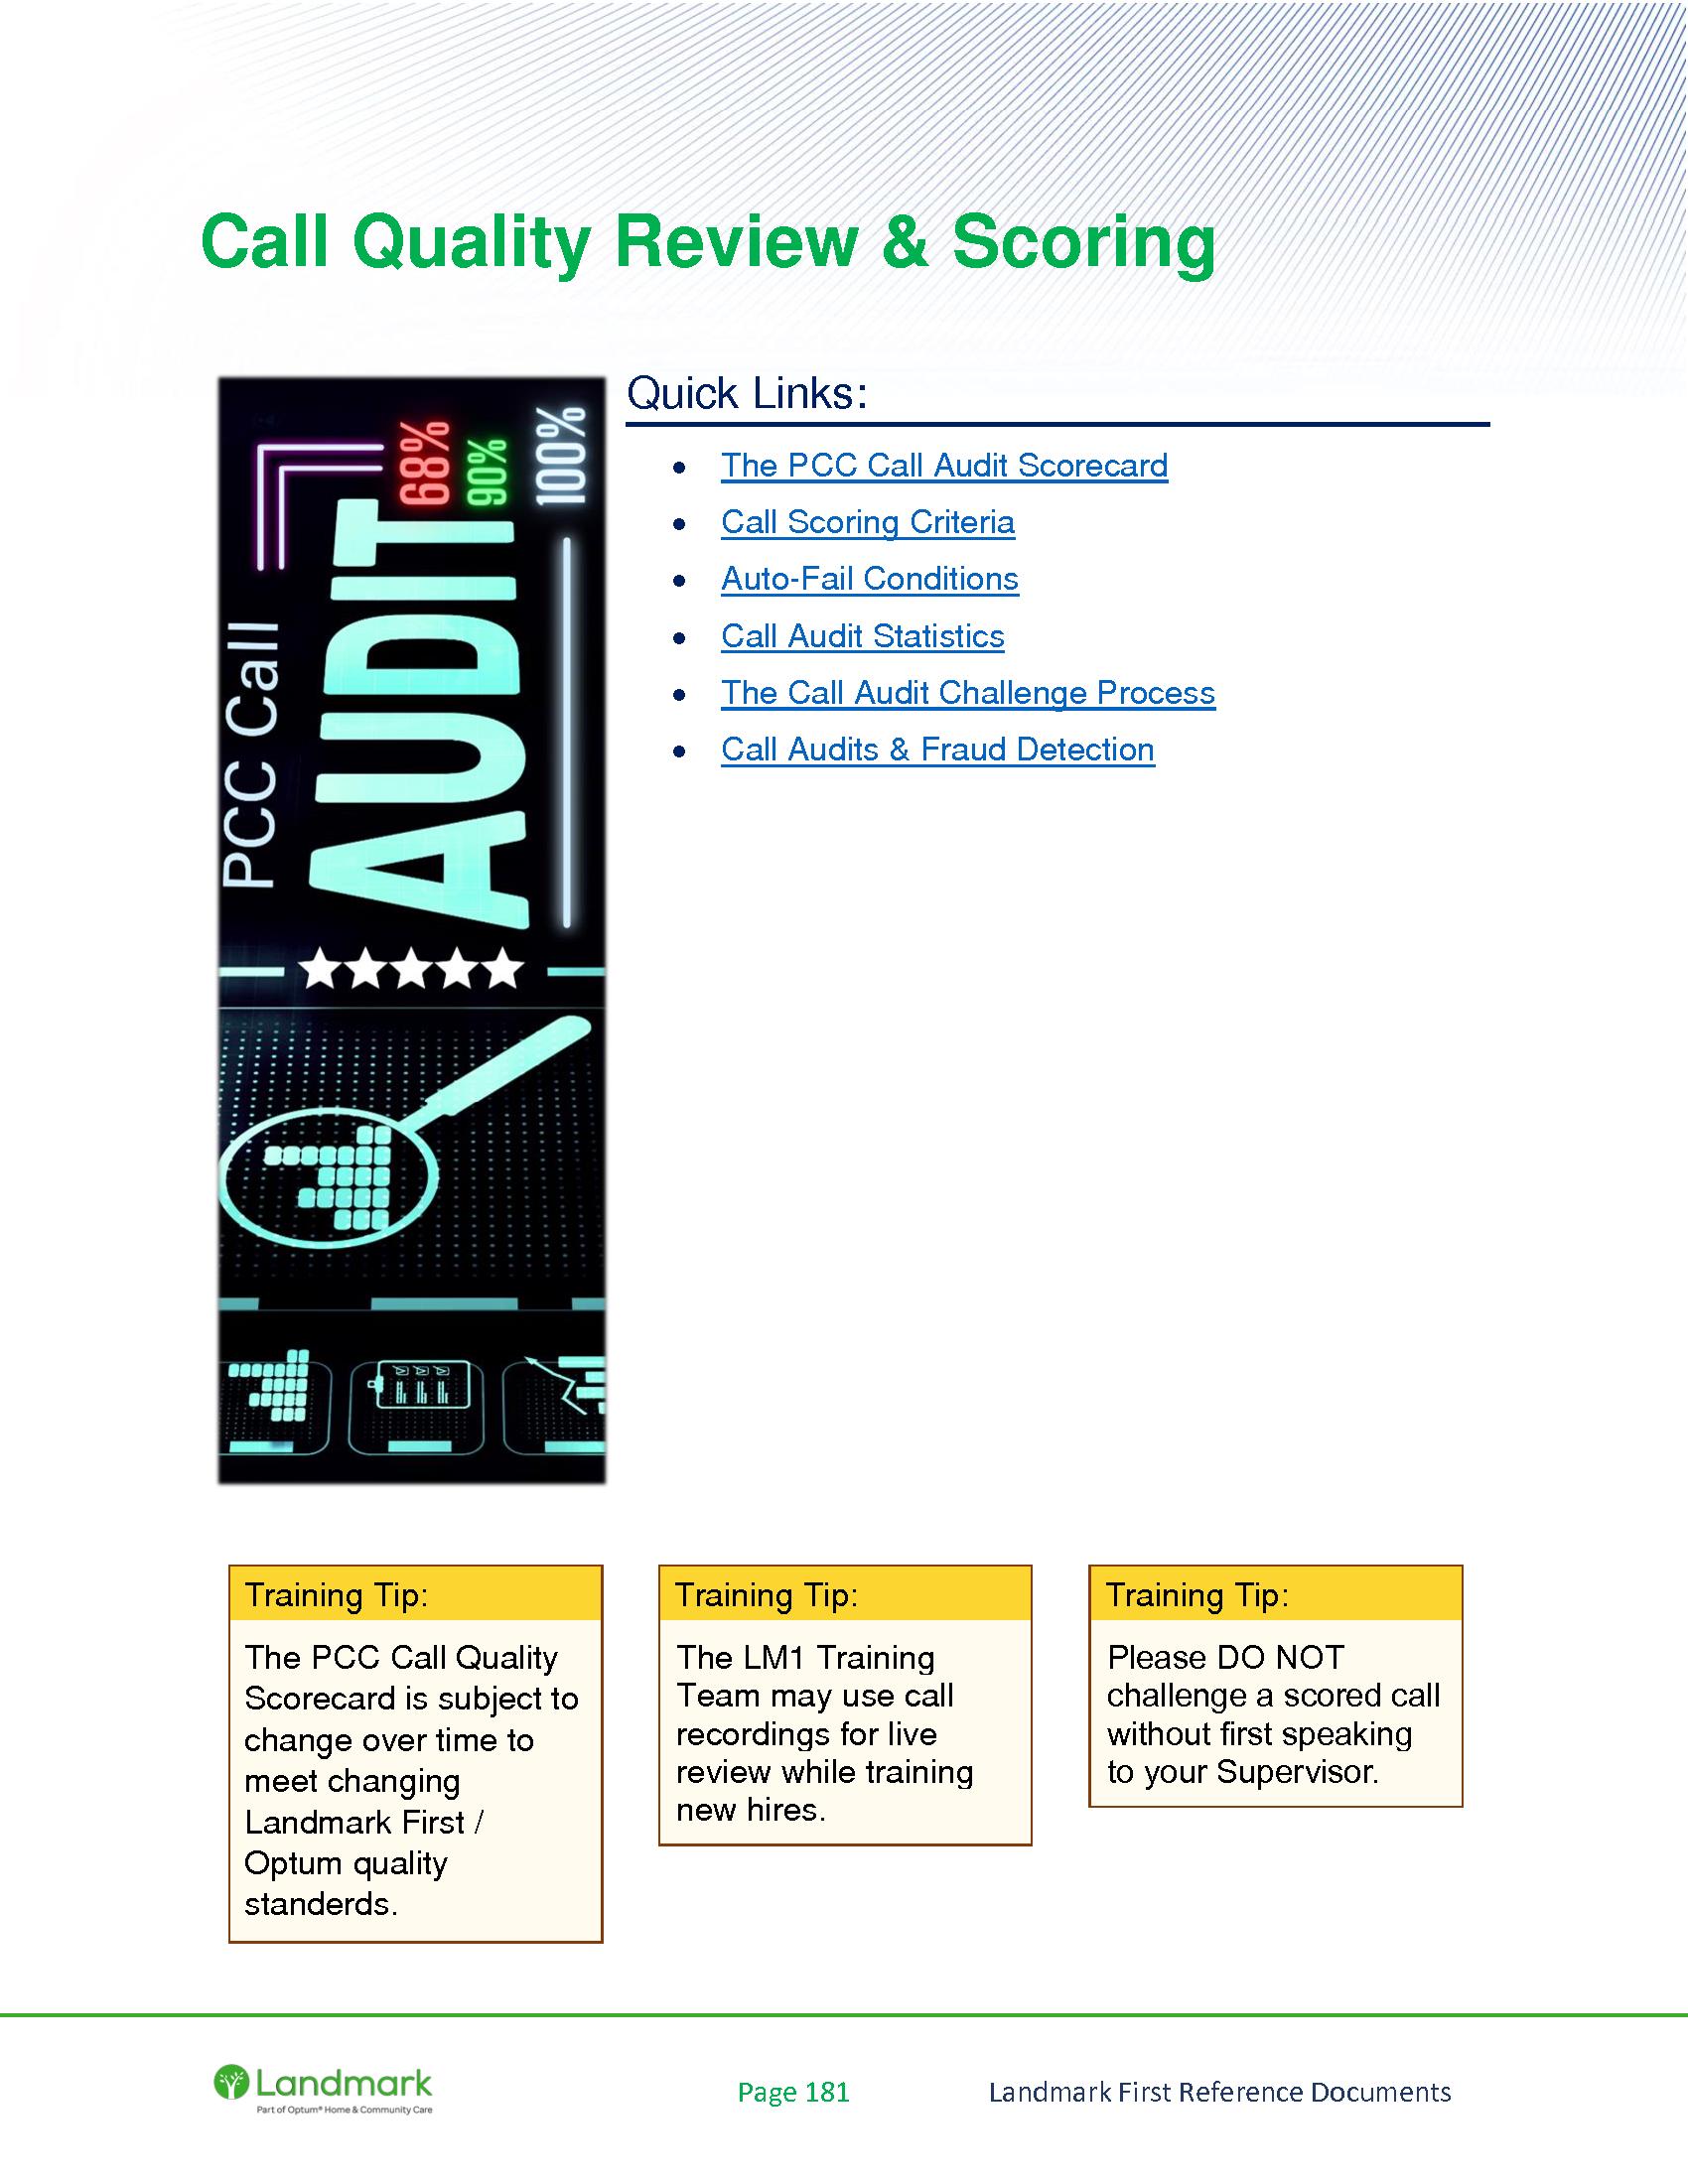 Call Quality Review & Scoring
PCC Call
AUDIT
68%
90%
100%
Quick Links:
• The PCC Call Audit Scorecard
• Call Scoring Criteria
• Auto-Fail Conditions
• Call Audit Statistics
• The Call Audit Challenge Process
• Call Audits & Fraud Detection
Training Tip:
The PCC Call Quality
Scorecard is subject to
change over time to
meet changing
Landmark First /
Optum quality
standerds.
Training Tip:
The LM1 Training
Team may use call
recordings for live
review while training
new hires.
Training Tip:
Please DO NOT
challenge a scored call
without first speaking
to your Supervisor.
Landmark
Part of Optum® Home & Community Care
Page 181
Landmark First Reference Documents